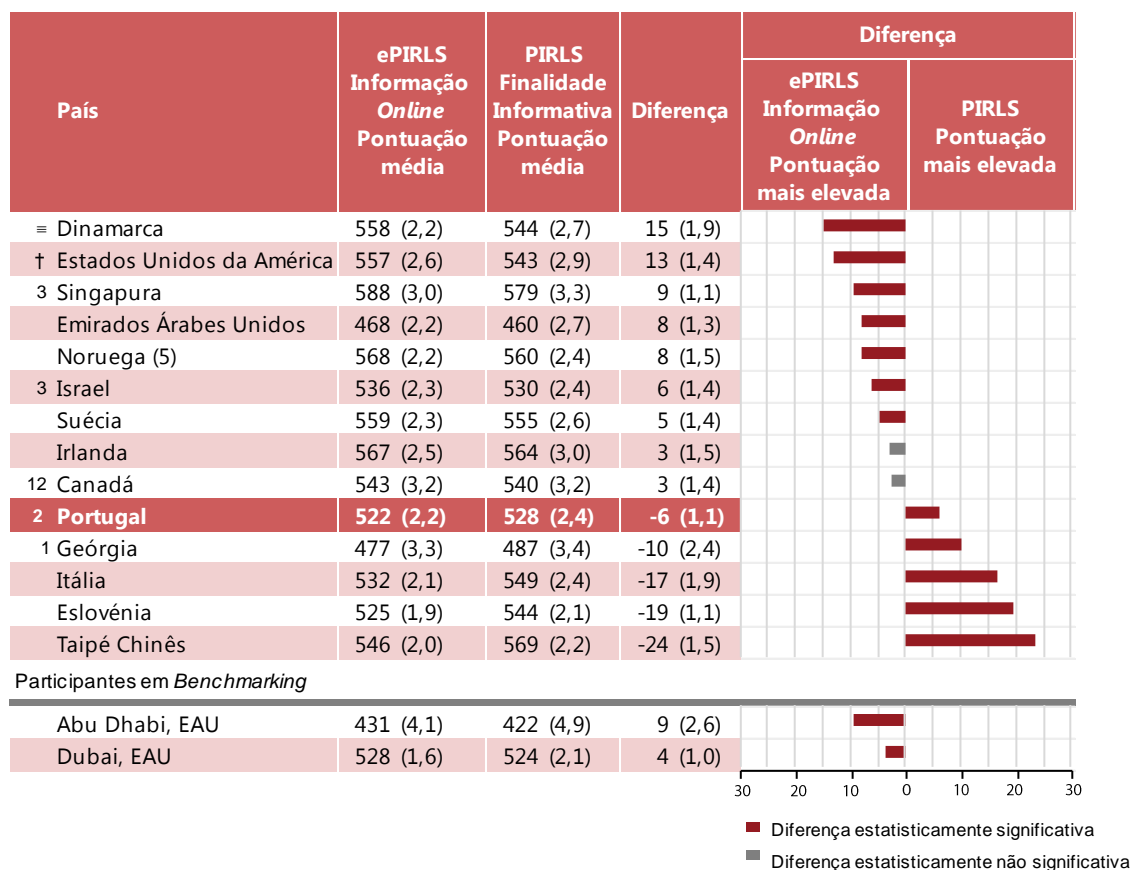 País
ePIRLS
Informação
Online
Pontuação
média
PIRLS
Finalidade
Informativa
Pontuação
média
Diferença
Diferença
ePIRLS
Informação
Online
Pontuação
mais elevada
PIRLS
Pontuação
mais elevada
≡ Dinamarca 558 (2,2) 544 (2,7) 15 (1,9)
† Estados Unidos da América 557 (2,6) 543 (2,9) 13 (1,4)
3 Singapura 588 (3,0) 579 (3,3) 9 (1,1)
Emirados Árabes Unidos 468 (2,2) 460 (2,7) 8 (1,3)
Noruega (5) 568 (2,2) 560 (2,4) 8 (1,5)
3 Israel 536 (2,3) 530 (2,4) 6 (1,4)
Suécia 559 (2,3) 555 (2,6) 5 (1,4)
Irlanda 567 (2,5) 564 (3,0) 3 (1,5)
12 Canadá 543 (3,2) 540 (3,2) 3 (1,4)
2 Portugal 522 (2,2) 528 (2,4) -6 (1,1)
1 Geórgia 477 (3,3) 487 (3,4) -10 (2,4)
Itália 532 (2,1) 549 (2,4) -17 (1,9)
Eslovénia 525 (1,9) 544 (2,1) -19 (1,1)
Taipé Chinês 546 (2,0) 569 (2,2) -24 (1,5)
Participantes em Benchmarking
Abu Dhabi, EAU 431 (4,1) 422 (4,9) 9 (2,6)
Dubai, EAU 528 (1,6) 524 (2,1) 4 (1,0)
30 20 10 0 10 20 30
Diferença estatisticamente significativa
Diferença estatisticamente não significativa